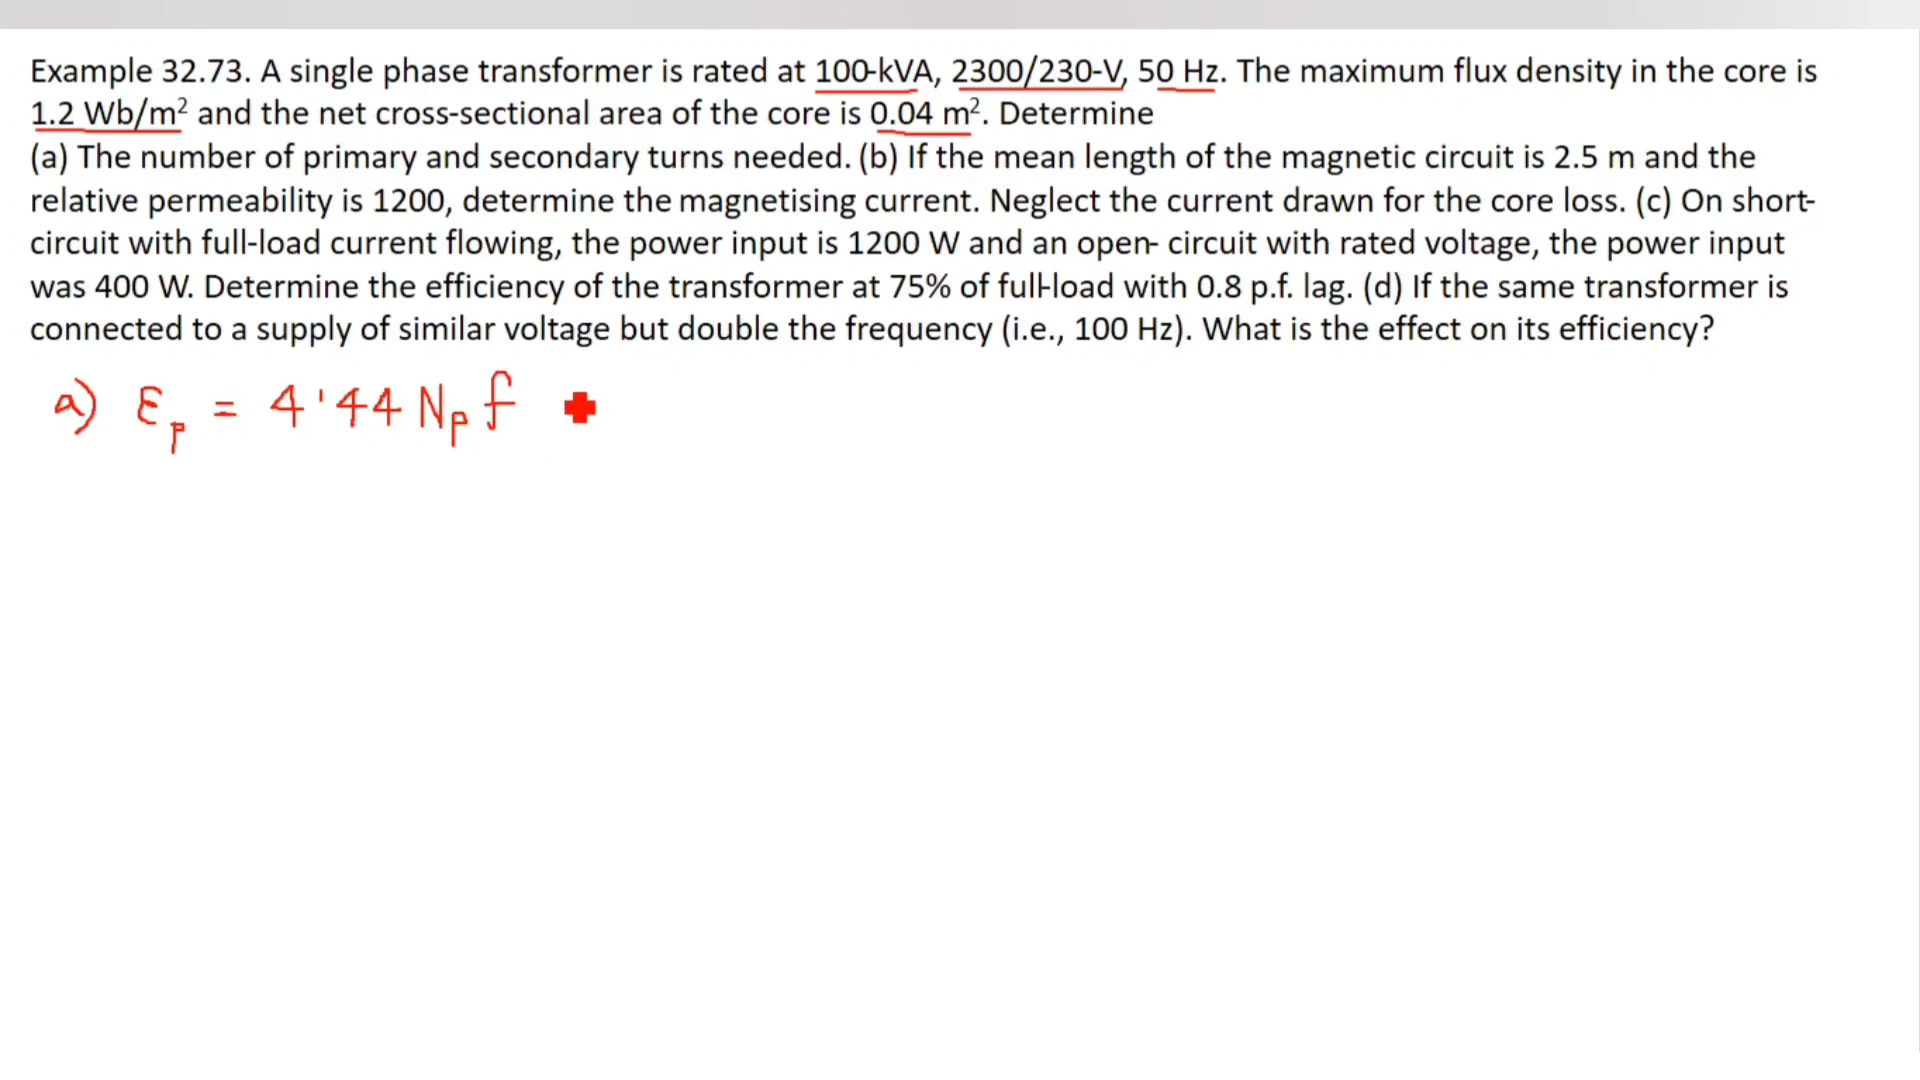 Example 32.73. A single phase transformer is rated at 100-kVA, 2300/230-V, 50 Hz. The maximum flux density in the core is
1.2 Wb/m² and the net cross-sectional area of the core is 0.04 m². Determine
(a) The number of primary and secondary turns needed. (b) If the mean length of the magnetic circuit is 2.5 m and the
relative permeability is 1200, determine the magnetising current. Neglect the current drawn for the core loss. (c) On short-
circuit with full-load current flowing, the power input is 1200 W and an open- circuit with rated voltage, the power input
was 400 W. Determine the efficiency of the transformer at 75% of full-load with 0.8 p.f. lag. (d) If the same transformer is
connected to a supply of similar voltage but double the frequency (i.e., 100 Hz). What is the effect on its efficiency?
a) Ep = 4.44 Np f